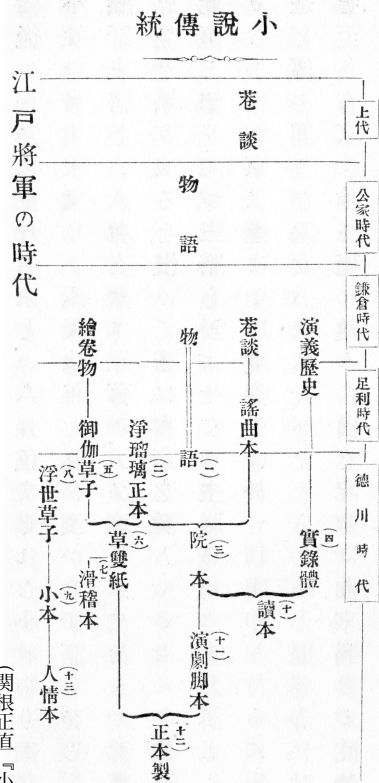 小說傳統
上代
公家時代
鎌倉時代
足利時代
德川時代
巷談
物語
演義歷史
巷談
謠曲本
物語
(一)
淨瑠璃正本
(二)
繪卷物
御伽草子
(五)
實錄體
(四)
院本
(三)
草雙紙
(六)
滑稽本
(七)
浮世草子
(八)
小本
(九)
讀本
(十)
演劇脚本
(十一)
正本製
(十二)
人情本
(十三)
江戸將軍の時代
(関根正直『小